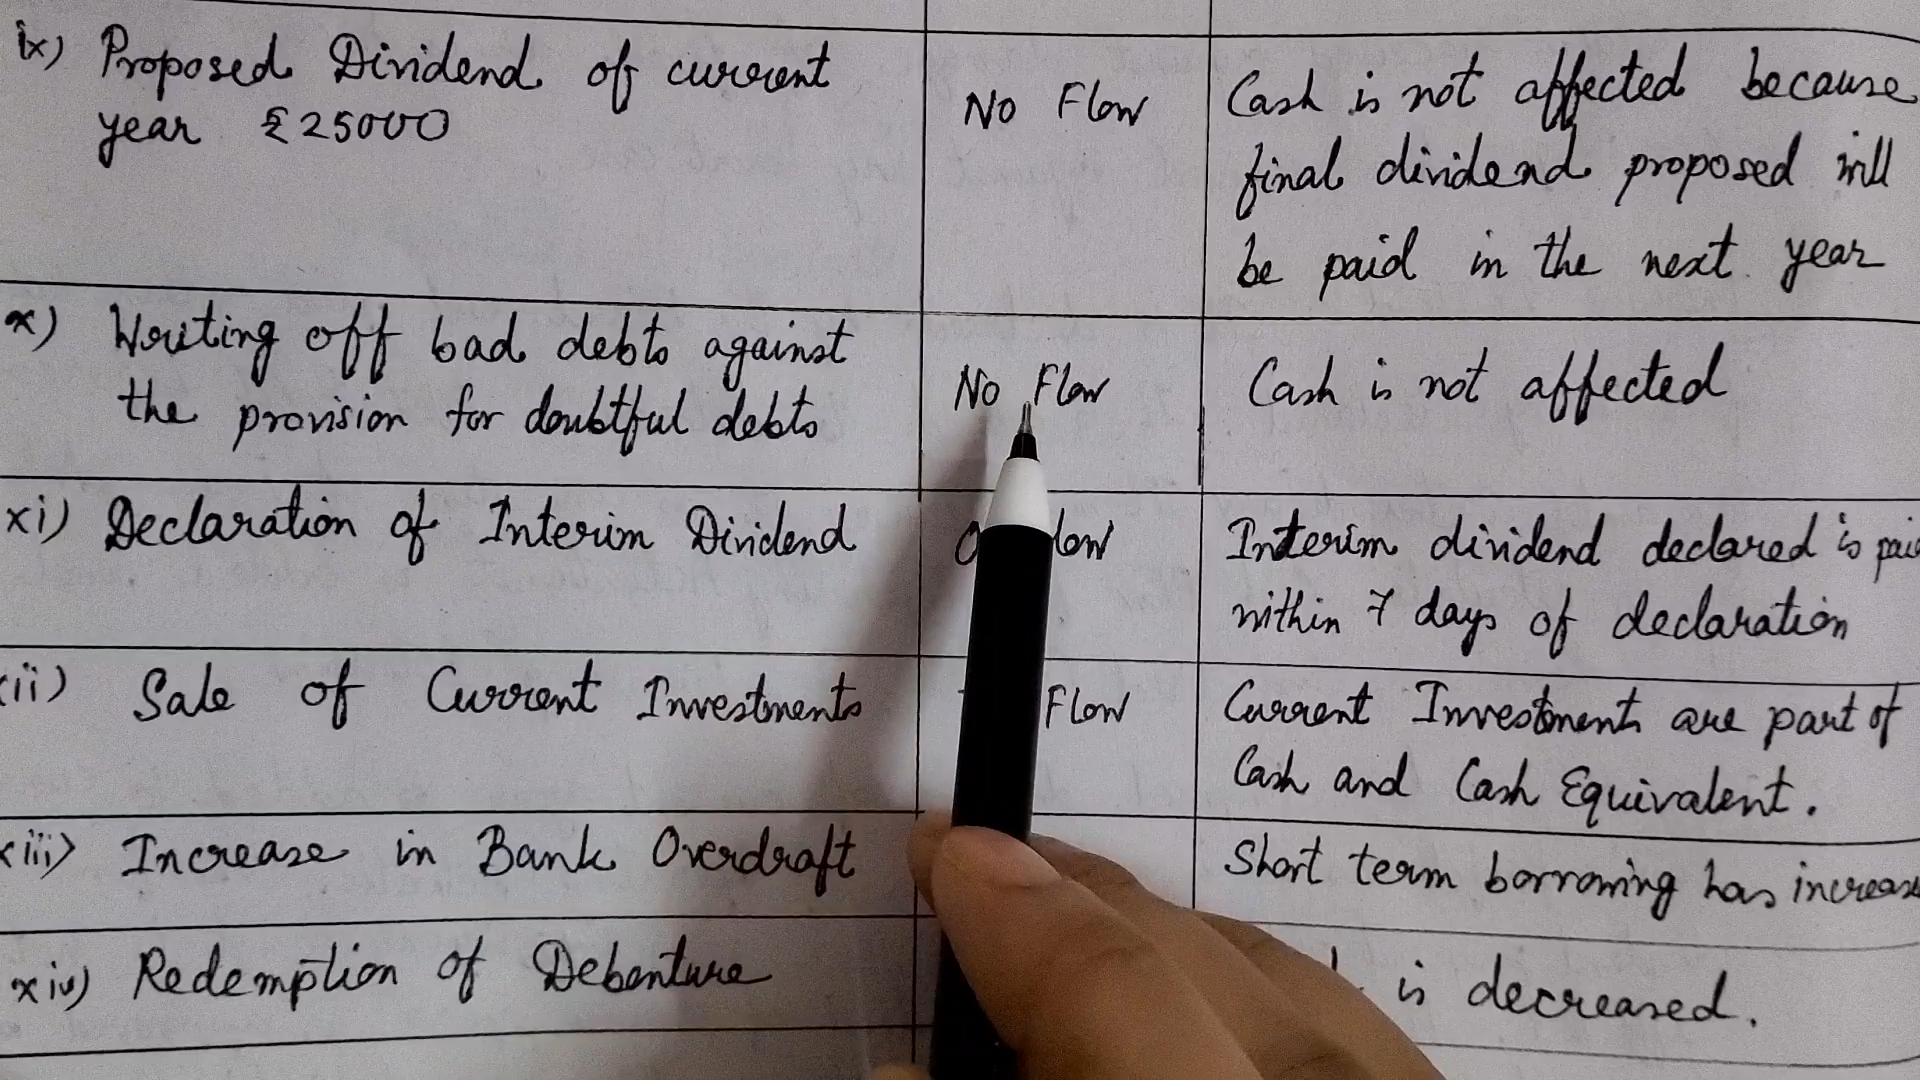 ix) Proposed Dividend of current
year ₹25000
No Flow
Cash is not affected because
final dividend proposed will
be paid in the next year
x) Writing off bad debts against
the provision for doubtful debts
No Flow
Cash is not affected
xi) Declaration of Interim Dividend
Interim dividend declared is
within 7 days of declaration
Sale of Current Investments
Flow
Current Investment are part of
Cash and Cash Equivalent.
Increase in Bank Overdraft
Short term borrowing has
xiv) Redemption of Debenture
is decreased.